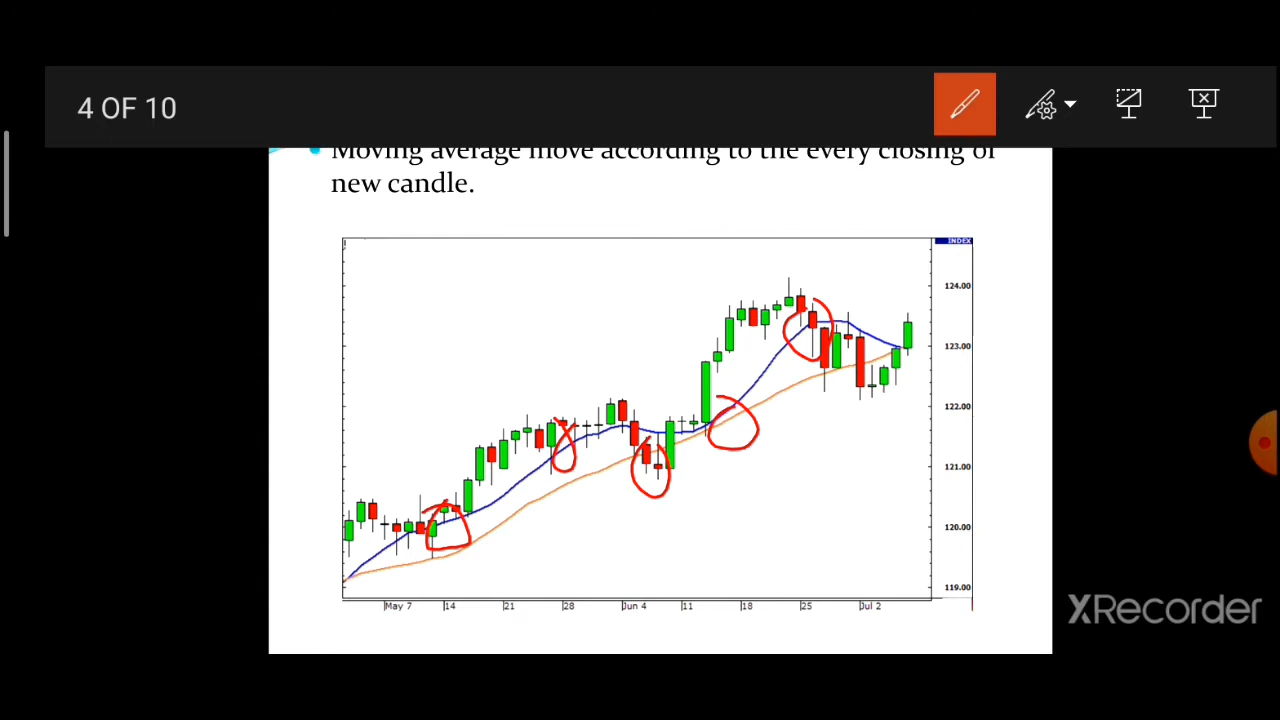 4 OF 10
Moving average move according to the every closing of
new candle.
INDEX
124.00
123.00
122.00
121.00
120.00
119.00
May 7 14 21 28 Jun 4 11 18 25 Jul 2
XRecorder